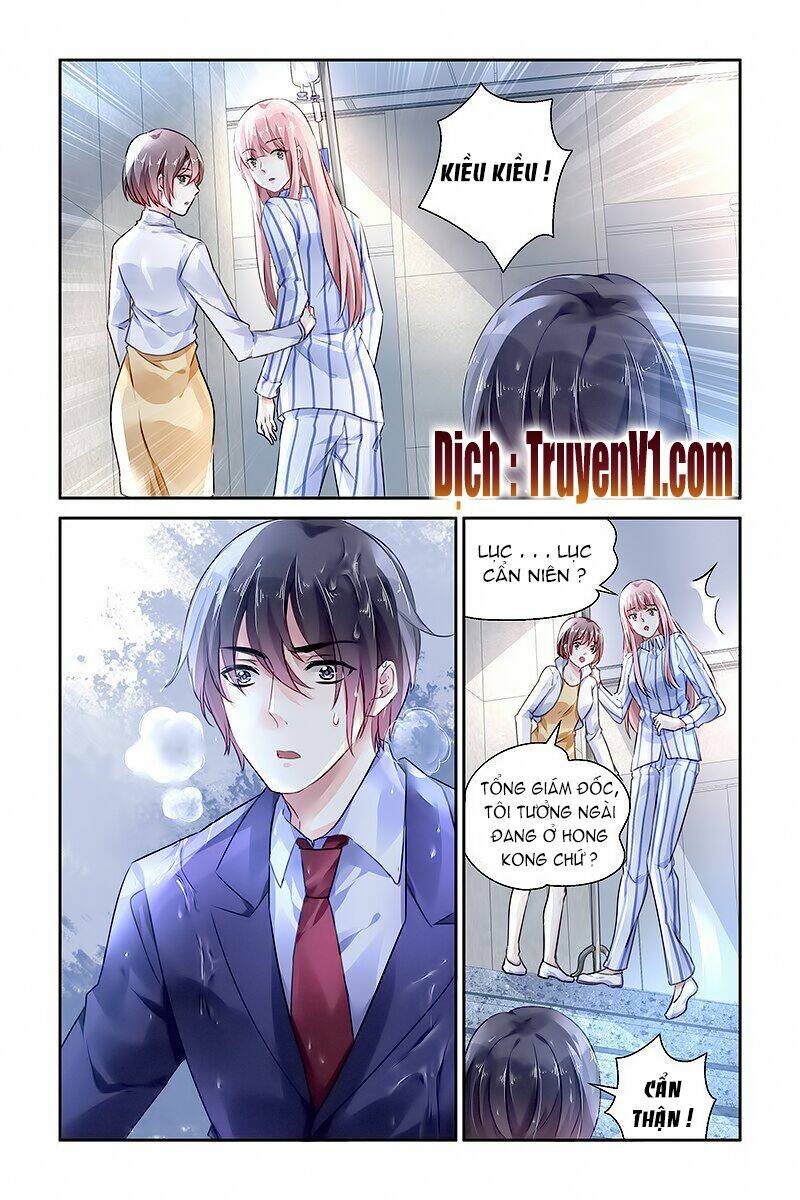 KIỀU KIỀU !
Dịch : TruyenV1.com
LỤC . . . LỤC
CẨN NIÊN ?
TỔNG GIÁM ĐỐC,
TÔI TƯỞNG NGÀI
ĐANG Ở HONG
KONG CHỨ ?
CẨN
THẬN !